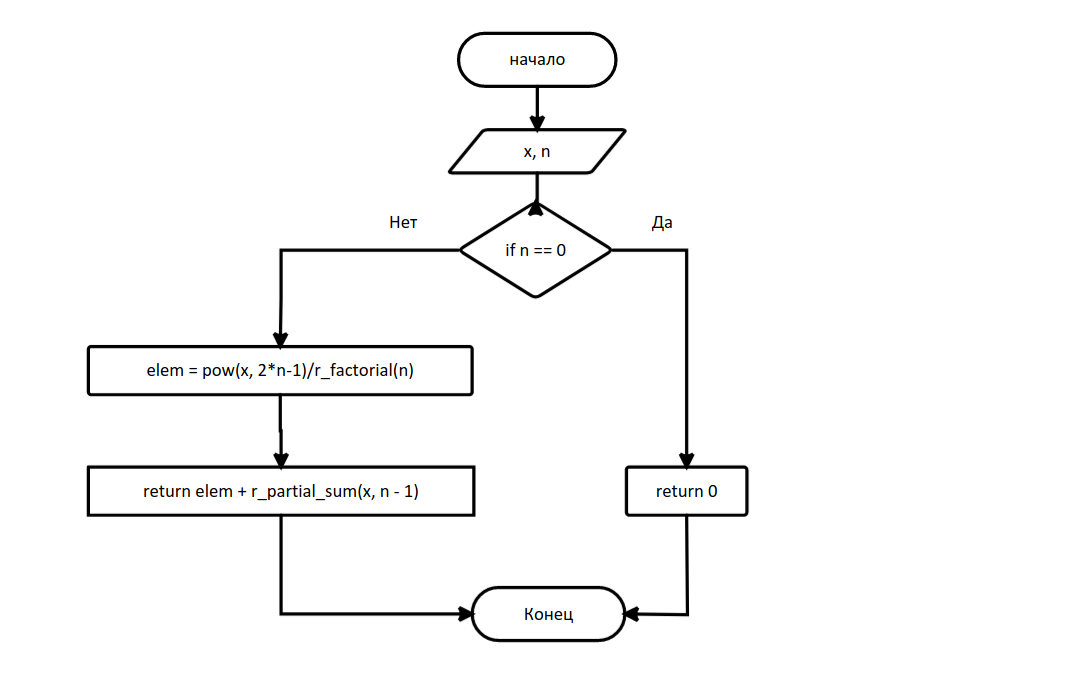 начало
x, n
Нет
Да
if n == 0
elem = pow(x, 2*n-1)/r_factorial(n)
return elem + r_partial_sum(x, n - 1)
return 0
Конец